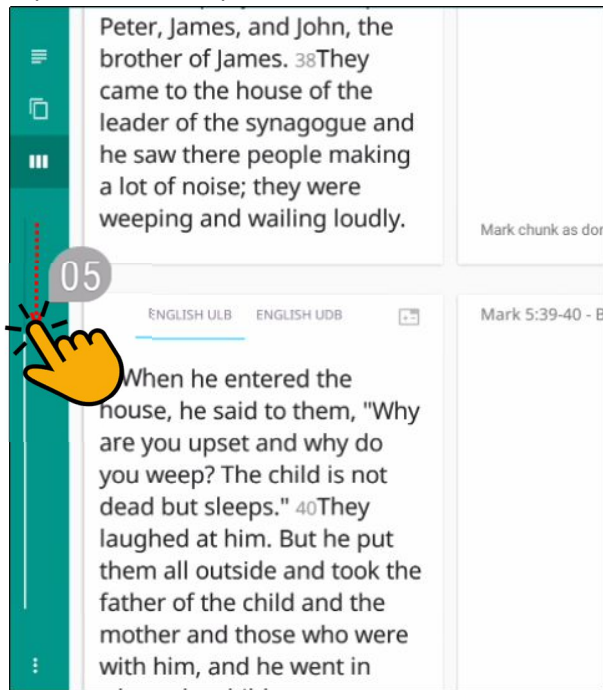 Peter, James, and John, the
brother of James. 38They
came to the house of the
leader of the synagogue and
he saw there people making
a lot of noise; they were
weeping and wailing loudly.
Mark chunk as don
05
ENGLISH ULB ENGLISH UDB
Mark 5:39-40 - B
When he entered the
house, he said to them, "Why
are you upset and why do
you weep? The child is not
dead but sleeps." 40They
laughed at him. But he put
them all outside and took the
father of the child and the
mother and those who were
with him, and he went in